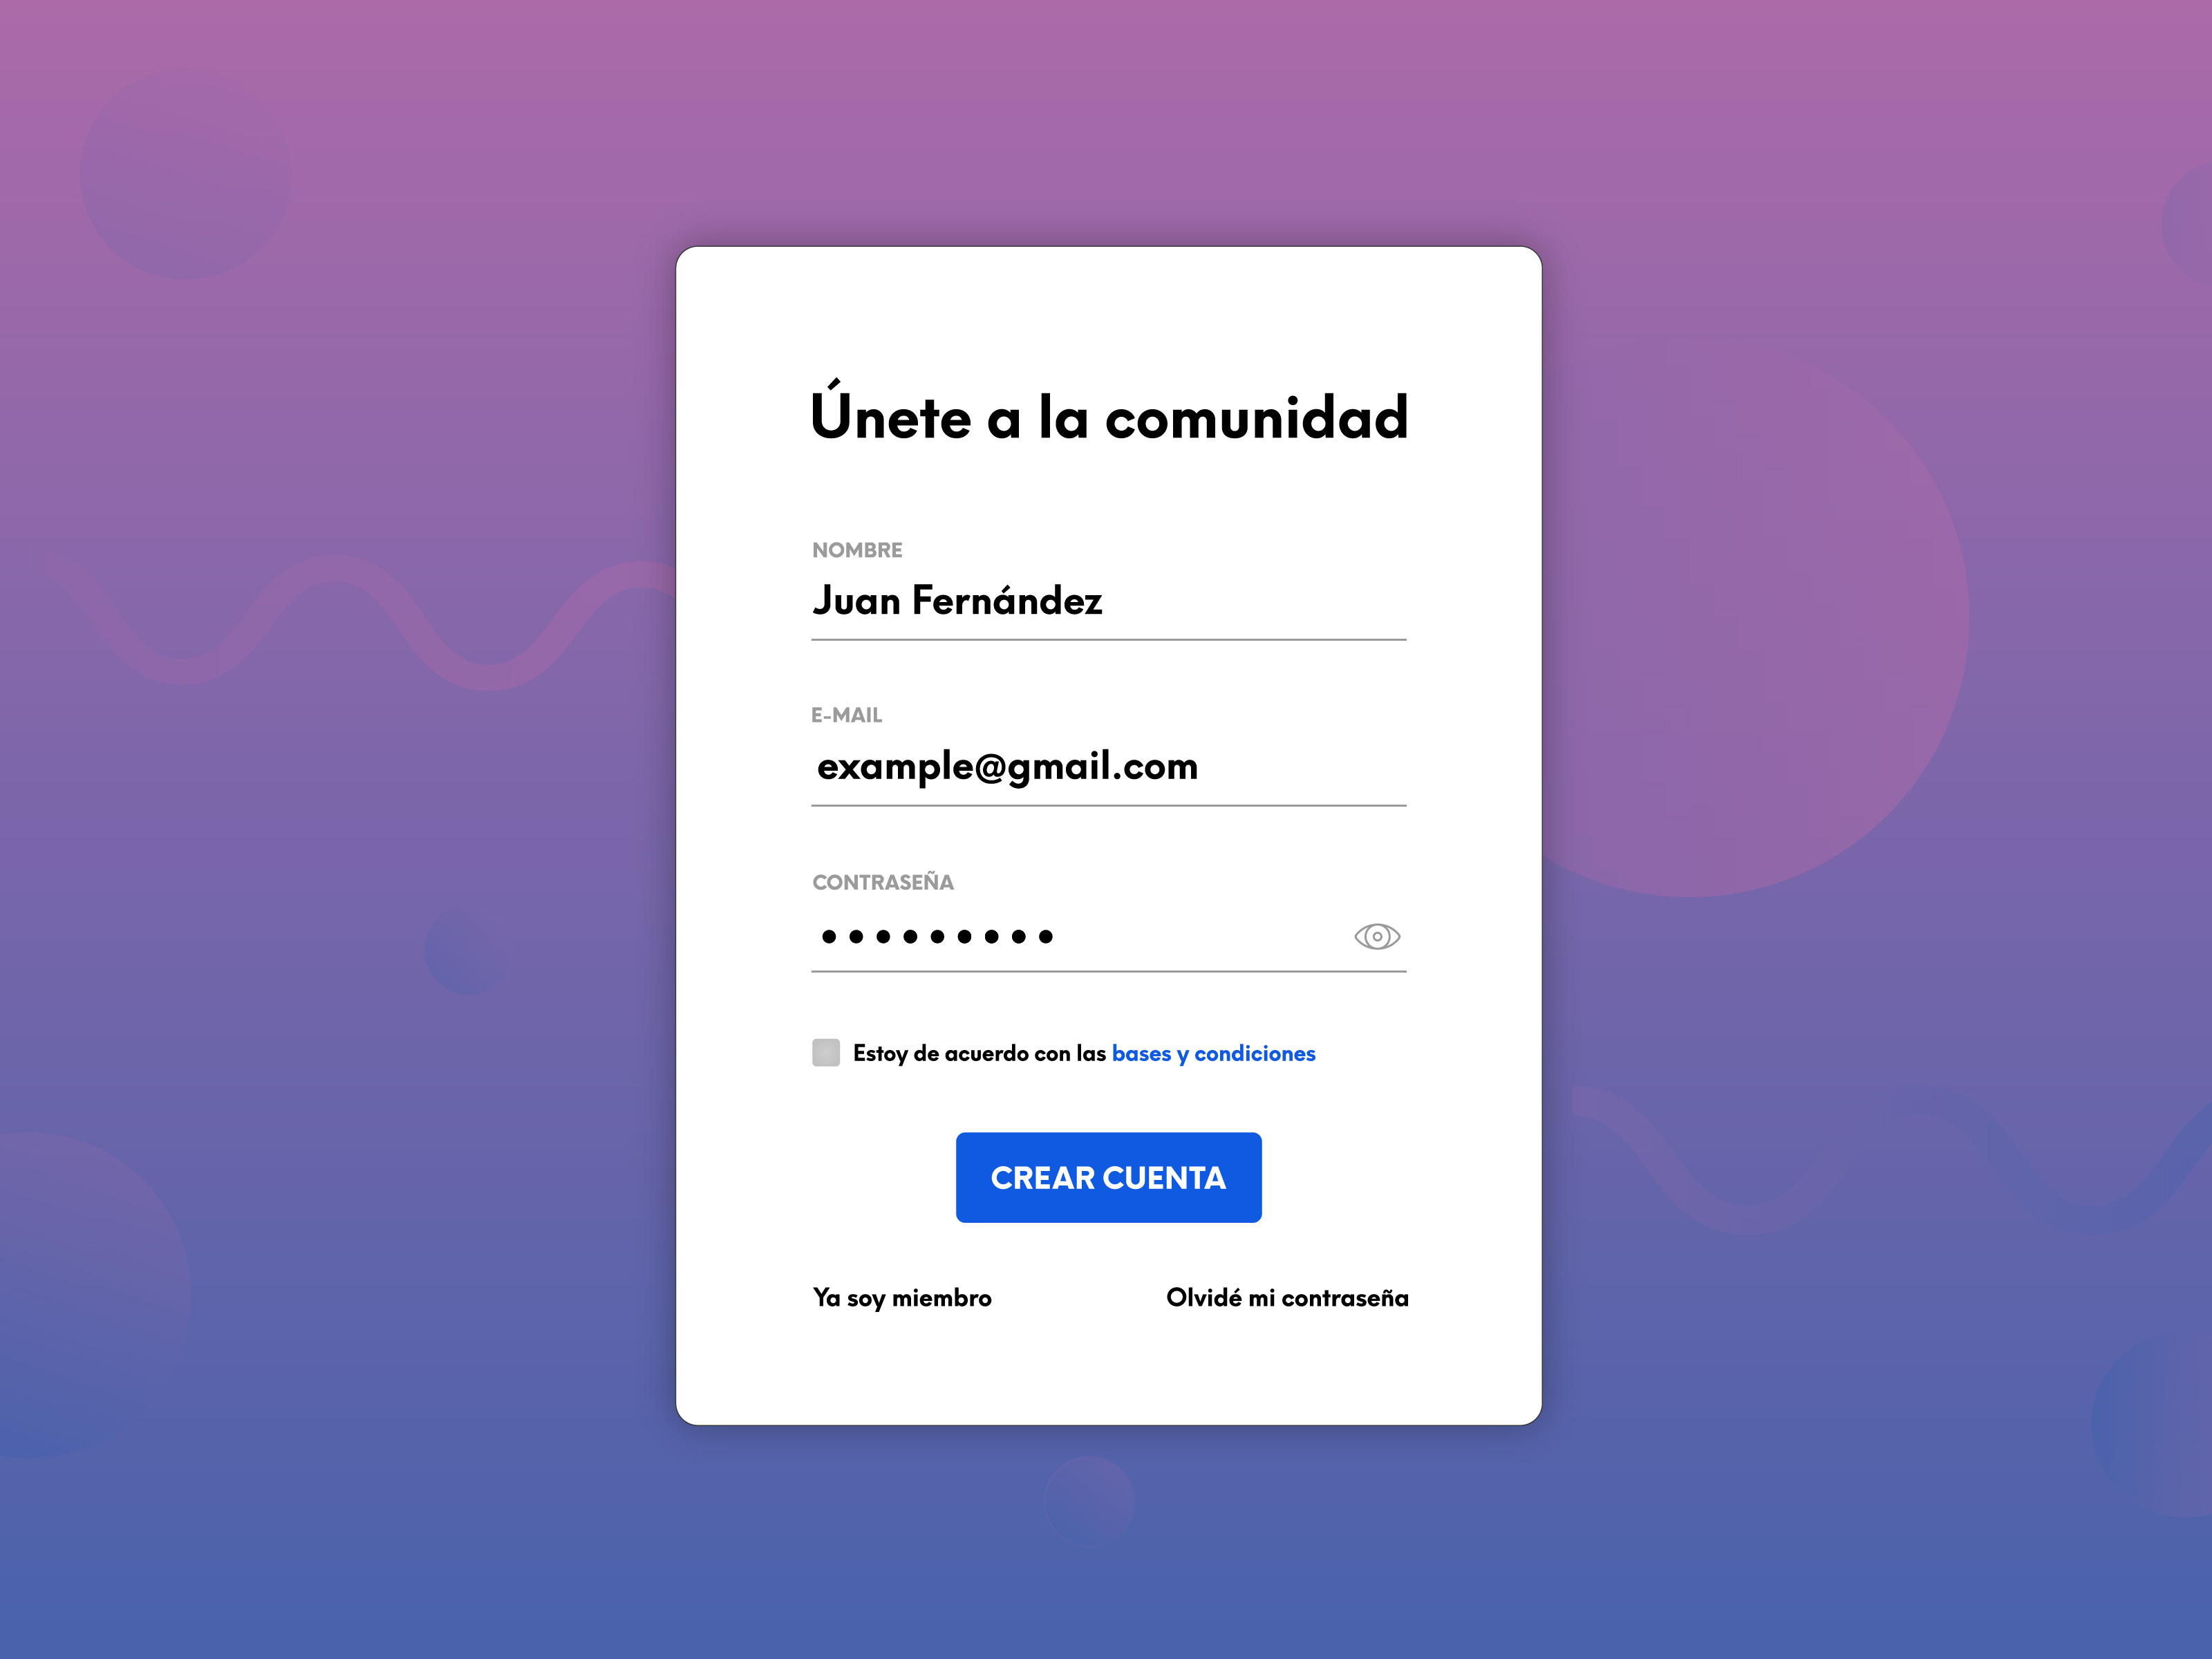 Únete a la comunidad
NOMBRE
Juan Fernández
E-MAIL
example@gmail.com
CONTRASEÑA
●●●●●●●●●
Estoy de acuerdo con las bases y condiciones
CREAR CUENTA
Ya soy miembro
Olvidé mi contraseña